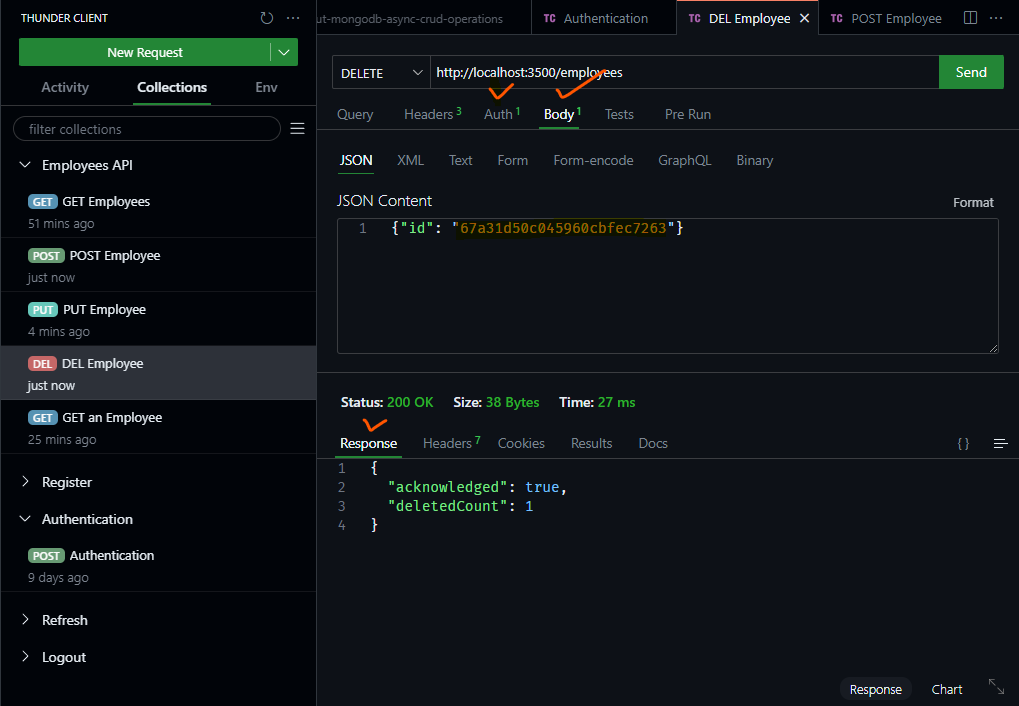 THUNDER CLIENT
New Request
Activity Collections Env
filter collections
Employees API
GET GET Employees
51 mins ago
POST POST Employee
just now
PUT PUT Employee
4 mins ago
DEL DEL Employee
just now
GET GET an Employee
25 mins ago
Register
Authentication
POST Authentication
9 days ago
Refresh
Logout
ut-mongodb-async-crud-operations TC Authentication TC DEL Employee TC POST Employee
DELETE http://localhost:3500/employees Send
Query Headers 3 Auth 1 Body 1 Tests Pre Run
JSON XML Text Form Form-encode GraphQL Binary
JSON Content Format
1 {"id": "67a31d50c045960cbfec7263"}
Status: 200 OK Size: 38 Bytes Time: 27 ms
Response Headers 7 Cookies Results Docs { }
1 {
2 "acknowledged": true,
3 "deletedCount": 1
4 }
Response Chart